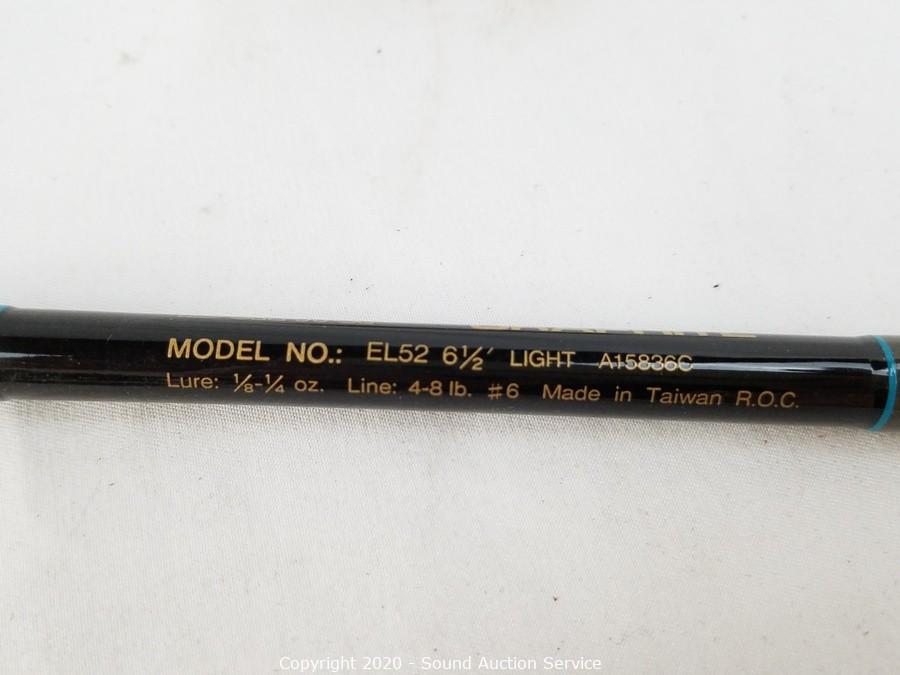 GRAPHITE
MODEL NO.: EL52 6½' LIGHT A15836C
Lure: ⅛-¼ oz. Line: 4-8 lb. #6 Made in Taiwan R.O.C.
Copyright 2020 - Sound Auction Service